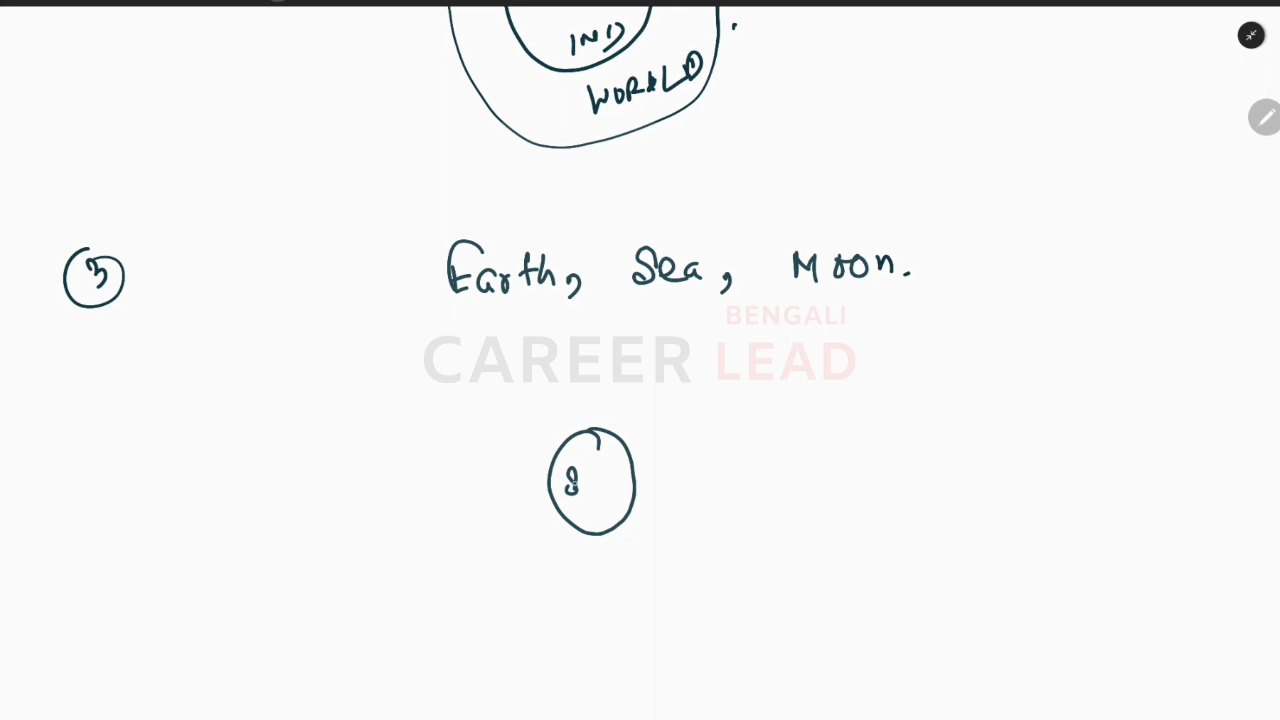 IND
WORLD
3 Earth, Sea, Moon.
BENGALI
CAREER LEAD
S